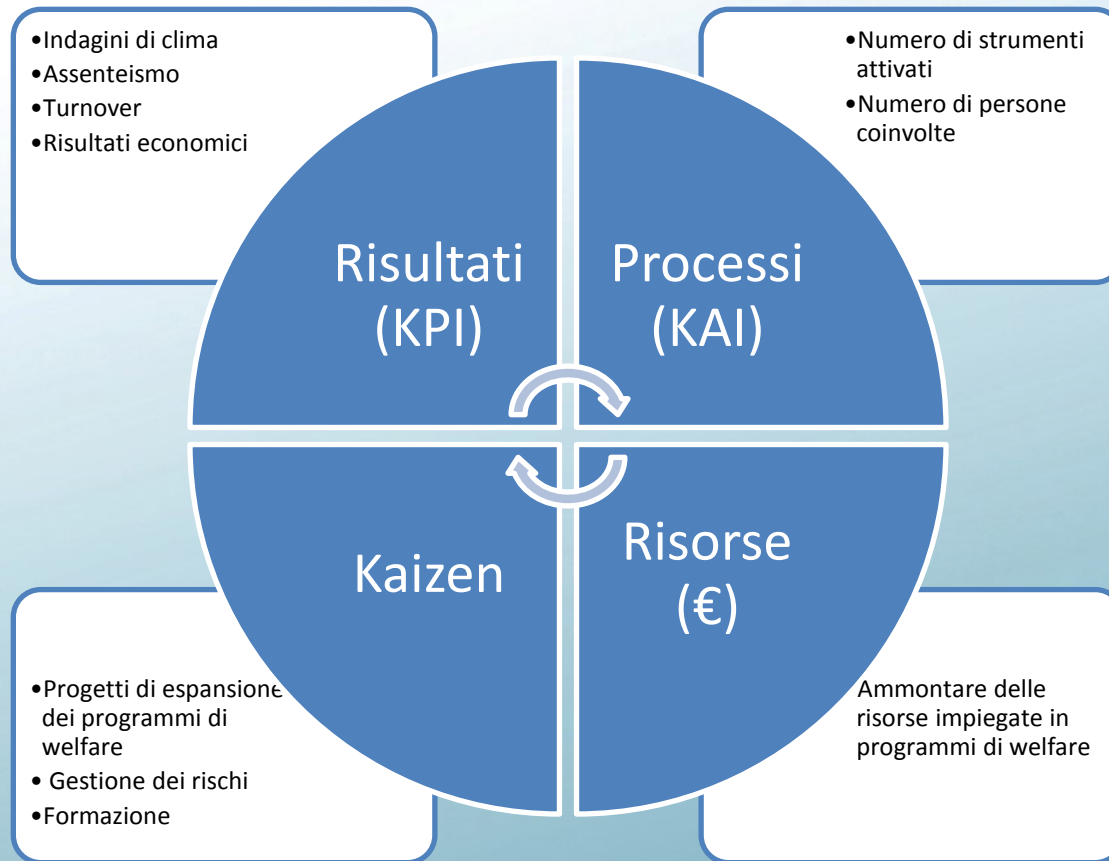 •Indagini di clima
•Assenteismo
•Turnover
•Risultati economici
•Numero di strumenti
attivati
•Numero di persone
coinvolte
Risultati
(KPI)
Processi
(KAI)
Kaizen
Risorse
(€)
•Progetti di espansione
dei programmi di
welfare
• Gestione dei rischi
•Formazione
Ammontare delle
risorse impiegate in
programmi di welfare